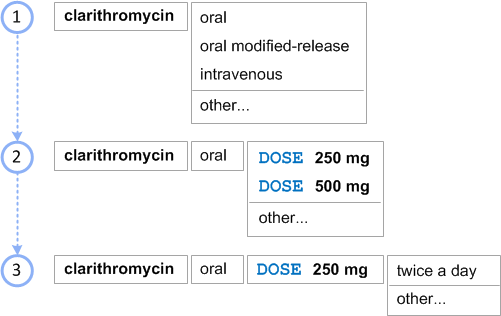 1 clarithromycin oral
oral modified-release
intravenous
other...
2 clarithromycin oral DOSE 250 mg
DOSE 500 mg
other...
3 clarithromycin oral DOSE 250 mg twice a day
other...